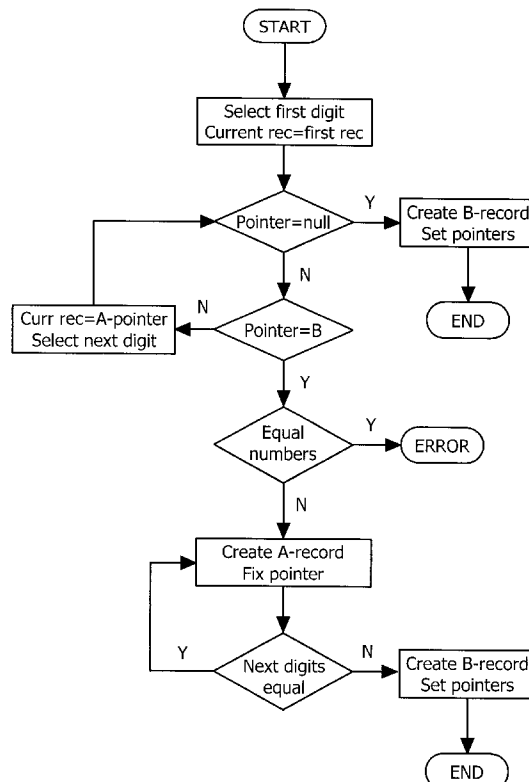 START
Select first digit
Current rec=first rec
Pointer=null
Y
Create B-record
Set pointers
END
N
Pointer=B
N
Curr rec=A-pointer
Select next digit
Y
Equal
numbers
Y
ERROR
N
Create A-record
Fix pointer
Next digits
equal
Y
N
Create B-record
Set pointers
END